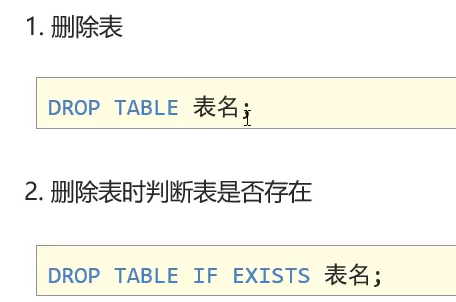 1. 删除表
DROP TABLE 表名;
2. 删除表时判断表是否存在
DROP TABLE IF EXISTS 表名;